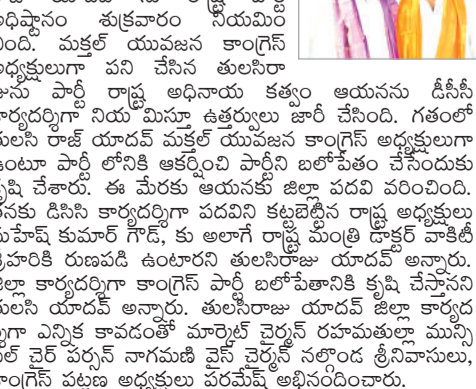 అధిష్టానం శుక్రవారం నియమిం
చింది. మక్తల్ యువజన కాంగ్రెస్
అధ్యక్షులుగా పని చేసిన తులసిరా
జును పార్టీ రాష్ట్ర అధినాయ కత్వం ఆయనను డీసీసీ
కార్యదర్శిగా నియ మిస్తూ ఉత్తర్వులు జారీ చేసింది. గతంలో
తులసి రాజ్ యాదవ్ మక్తల్ యువజన కాంగ్రెస్ అధ్యక్షులుగా
ఉంటూ పార్టీ లోనికి ఆకర్షించి పార్టీని బలోపేతం చేసేందుకు
కృషి చేశారు. ఈ మేరకు ఆయనకు జిల్లా పదవి వరించింది.
తనకు డిసిసి కార్యదర్శిగా పదవిని కట్టబెట్టిన రాష్ట్ర అధ్యక్షులు
మహేష్ కుమార్ గౌడ్, కు అలాగే రాష్ట్ర మంత్రి డాక్టర్ వాకిటీ
శ్రీహరికి రుణపడి ఉంటారని తులసిరాజు యాదవ్ అన్నారు.
జిల్లా కార్యదర్శిగా కాంగ్రెస్ పార్టీ బలోపేతానికి కృషి చేస్తానని
తులసి యాదవ్ అన్నారు. తులసిరాజు యాదవ్ జిల్లా కార్యద
ర్శిగా ఎన్నిక కావడంతో మార్కెట్ చైర్మన్ రహమతుల్లా మున్సి
పల్ చైర్ పర్సన్ నాగమణి వైస్ చైర్మన్ నల్గొండ శ్రీనివాసులు,
కాంగ్రెస్ పట్టణ అధ్యక్షులు పరమేష్ అభినందించారు.